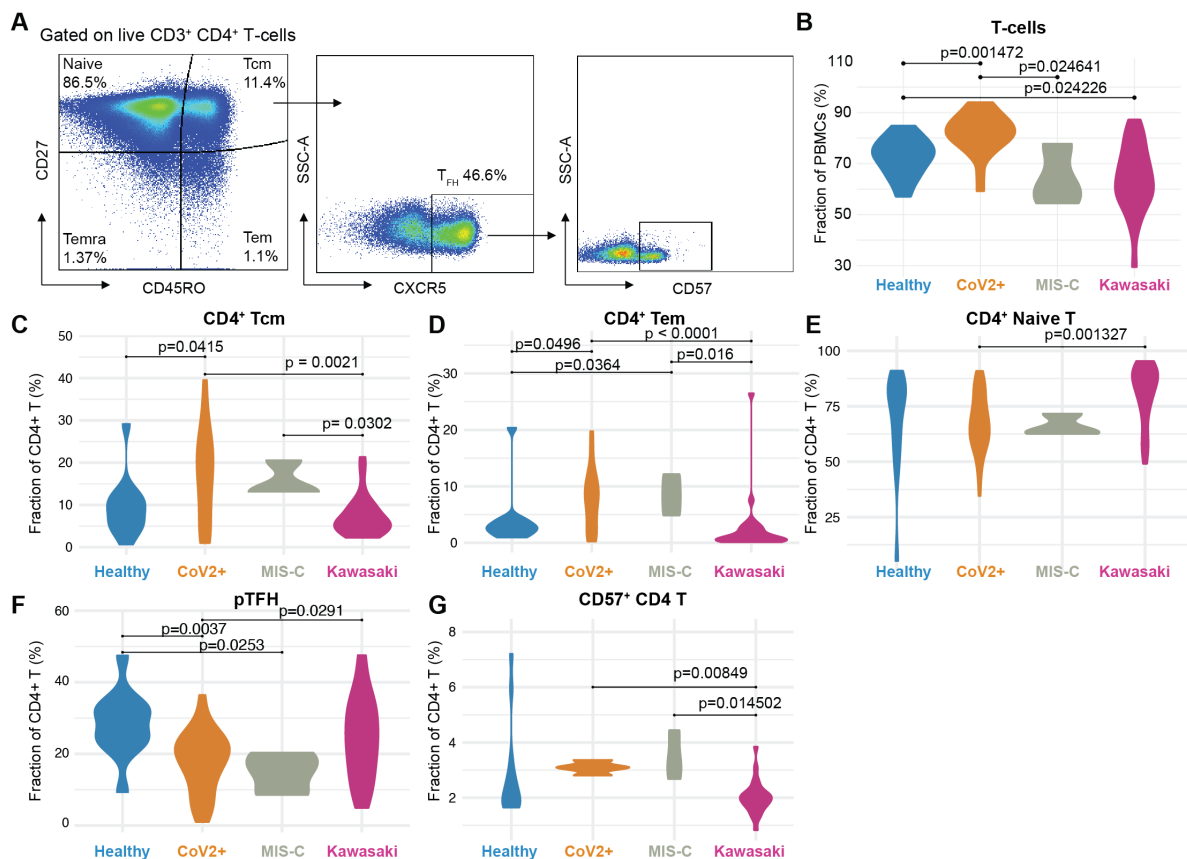 A
Gated on live CD3⁺ CD4⁺ T-cells
Naive
86.5%
Tcm
11.4%
Temra
1.37%
Tem
1.1%
CD27
CD45RO
SSC-A
T_FH 46.6%
CXCR5
SSC-A
CD57
B
T-cells
p=0.001472
p=0.024641
p=0.024226
Fraction of PBMCs (%)
110
90
70
50
30
Healthy CoV2+ MIS-C Kawasaki
C
CD4⁺ Tcm
p=0.0415
p = 0.0021
p= 0.0302
Fraction of CD4+ T (%)
50
40
30
20
10
0
Healthy CoV2+ MIS-C Kawasaki
D
CD4⁺ Tem
p < 0.0001
p=0.0496
p=0.016
p=0.0364
Fraction of CD4+ T (%)
30
20
10
0
Healthy CoV2+ MIS-C Kawasaki
E
CD4⁺ Naive T
p=0.001327
Fraction of CD4+ T (%)
100
75
50
25
Healthy CoV2+ MIS-C Kawasaki
F
pTFH
p=0.0291
p=0.0037
p=0.0253
Fraction of CD4+ T (%)
60
40
20
0
Healthy CoV2+ MIS-C Kawasaki
G
CD57⁺ CD4 T
p=0.00849
p=0.014502
Fraction of CD4+ T (%)
8
6
4
2
Healthy CoV2+ MIS-C Kawasaki